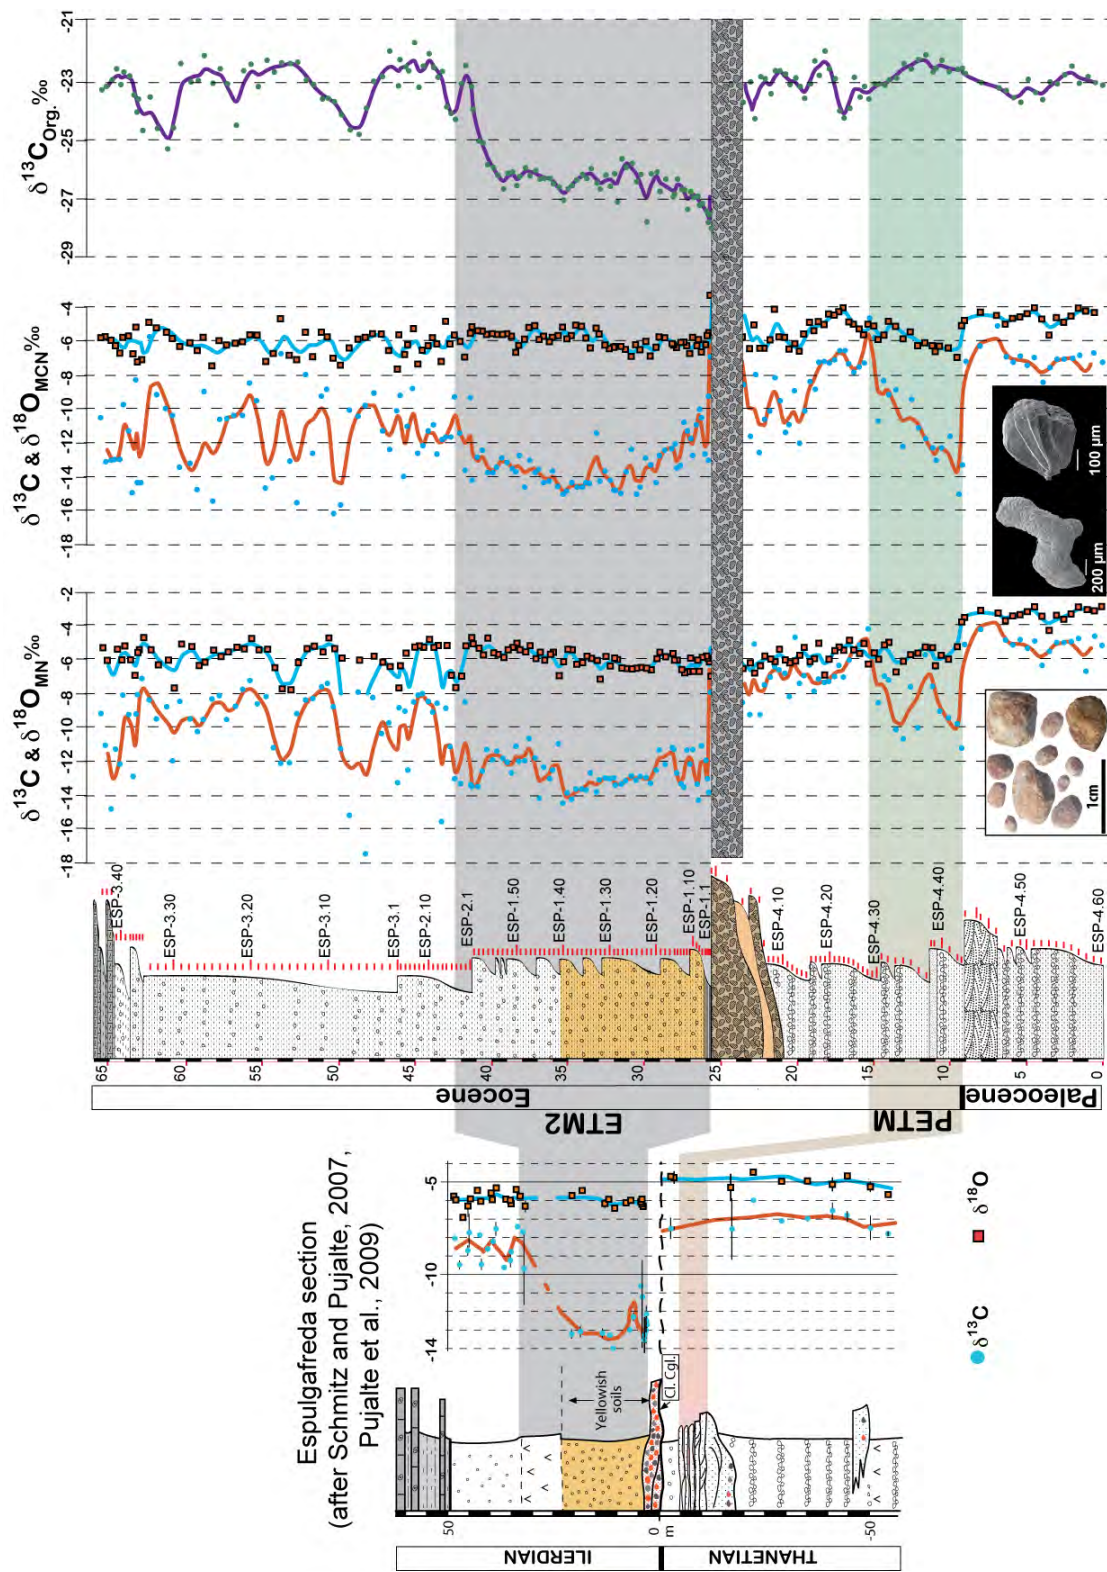 δ¹³C Org.‰
-21
-23
-25
-27
-29
δ¹³C & δ¹⁸O MCN‰
-4
-6
-8
-10
-12
-14
-16
-18
δ¹³C & δ¹⁸O MN‰
-2
-4
-6
-8
-10
-12
-14
-16
-18
200 µm
100 µm
1cm
ESP-3.40
ESP-3.30
ESP-3.20
ESP-3.10
ESP-3.1
ESP-2.10
ESP-2.1
ESP-1.50
ESP-1.40
ESP-1.30
ESP-1.20
ESP-1.10
ESP-1.1
ESP-4.10
ESP-4.20
ESP-4.30
ESP-4.40
ESP-4.50
ESP-4.60
65
60
55
50
45
40
35
30
25
20
15
10
5
0
Eocene
Paleocene
ETM2
PETM
Espulgafreda section
(after Schmitz and Pujalte, 2007,
Pujalte et al., 2009)
-5
-10
-14
Yellowish
soils
Cl. Cgl.
50
0
m
-50
ILERDIAN
THANETIAN
δ¹³C
δ¹⁸O